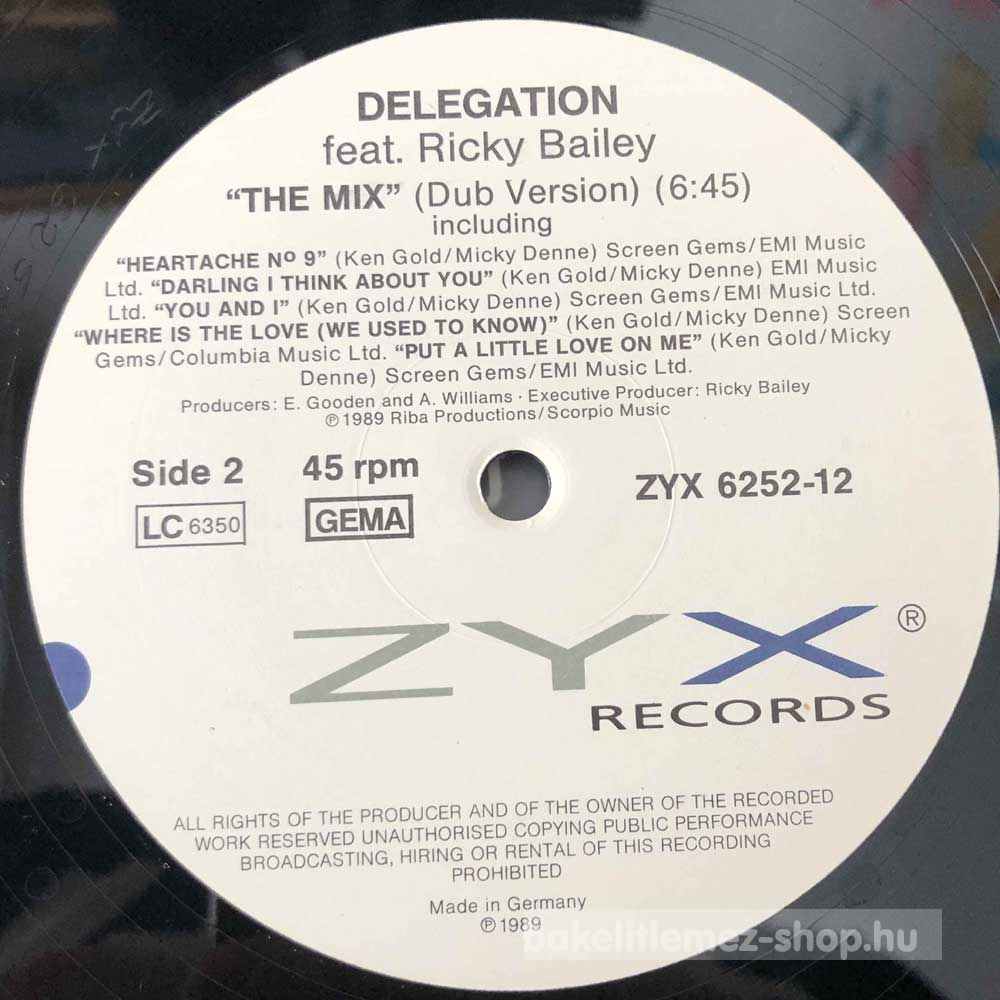 DELEGATION
feat. Ricky Bailey
"THE MIX" (Dub Version) (6:45)
including
"HEARTACHE Nº 9" (Ken Gold/Micky Denne) Screen Gems/EMI Music
Ltd. "DARLING I THINK ABOUT YOU" (Ken Gold/Micky Denne) EMI Music
Ltd. "YOU AND I" (Ken Gold/Micky Denne) Screen Gems/EMI Music Ltd.
"WHERE IS THE LOVE (WE USED TO KNOW)" (Ken Gold/Micky Denne) Screen
Gems/Columbia Music Ltd. "PUT A LITTLE LOVE ON ME" (Ken Gold/Micky
Denne) Screen Gems/EMI Music Ltd.
Producers: E. Gooden and A. Williams · Executive Producer: Ricky Bailey
℗ 1989 Riba Productions/Scorpio Music
Side 2 45 rpm ZYX 6252-12
LC 6350 GEMA
ZYX ®
RECORDS
ALL RIGHTS OF THE PRODUCER AND OF THE OWNER OF THE RECORDED
WORK RESERVED UNAUTHORISED COPYING PUBLIC PERFORMANCE
BROADCASTING, HIRING OR RENTAL OF THIS RECORDING
PROHIBITED
Made in Germany
℗ 1989
bakelitlemez-shop.hu